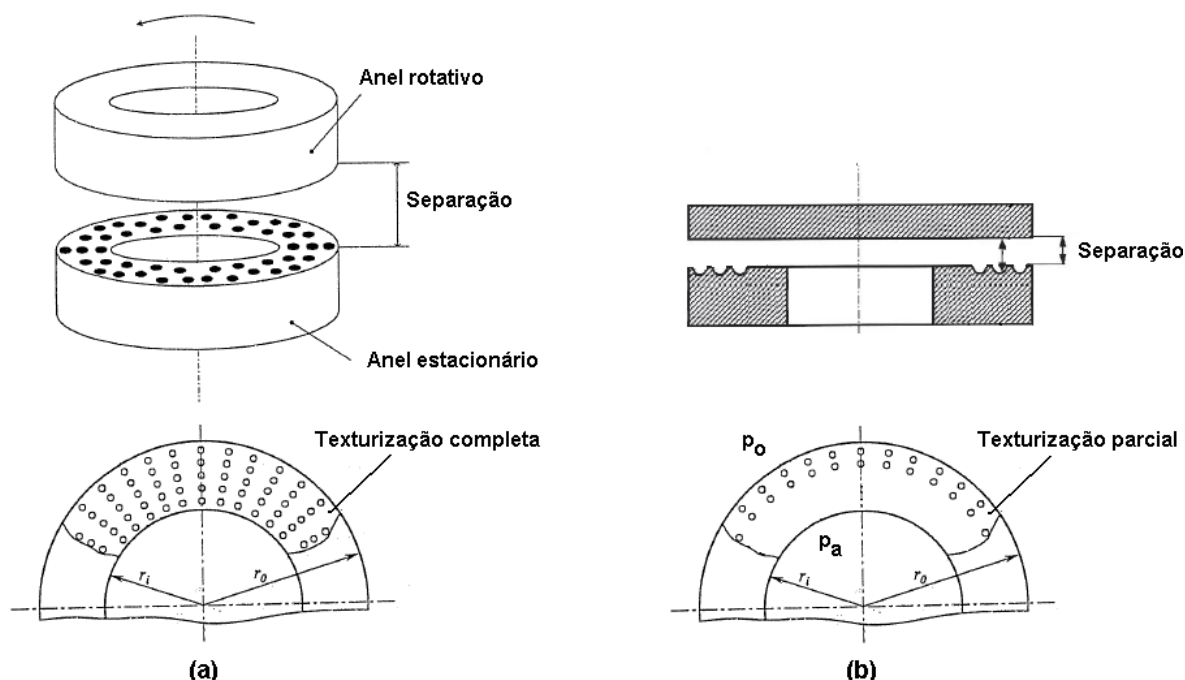 Anel rotativo
Separação
Anel estacionário
Texturização completa
r_i
r_0
(a)
Separação
p_o
Texturização parcial
p_a
r_i
r_0
(b)